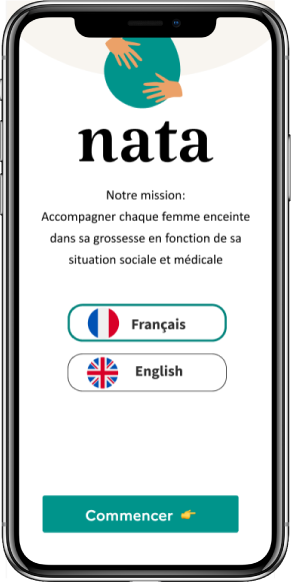 nata
Notre mission:
Accompagner chaque femme enceinte
dans sa grossesse en fonction de sa
situation sociale et médicale
Français
English
Commencer 👉